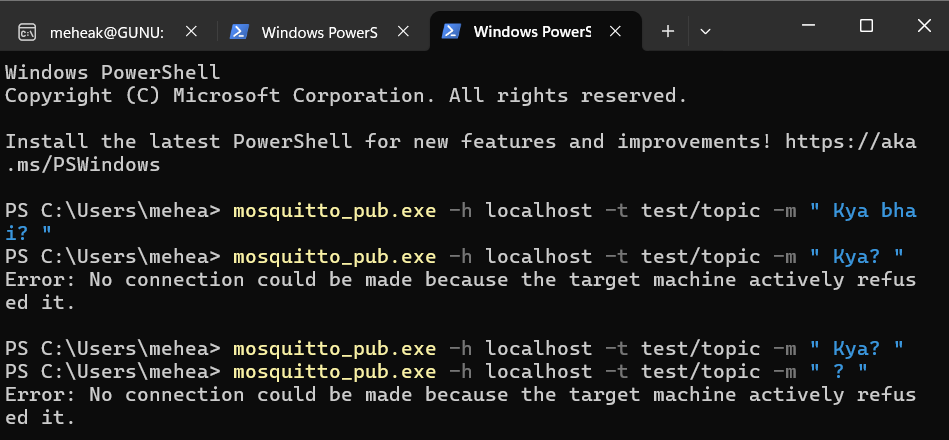 meheak@GUNU:
Windows PowerS
Windows PowerS
Windows PowerShell
Copyright (C) Microsoft Corporation. All rights reserved.
Install the latest PowerShell for new features and improvements! https://aka
.ms/PSWindows
PS C:\Users\mehea> mosquitto_pub.exe -h localhost -t test/topic -m " Kya bha
i? "
PS C:\Users\mehea> mosquitto_pub.exe -h localhost -t test/topic -m " Kya? "
Error: No connection could be made because the target machine actively refus
ed it.
PS C:\Users\mehea> mosquitto_pub.exe -h localhost -t test/topic -m " Kya? "
PS C:\Users\mehea> mosquitto_pub.exe -h localhost -t test/topic -m " ? "
Error: No connection could be made because the target machine actively refus
ed it.